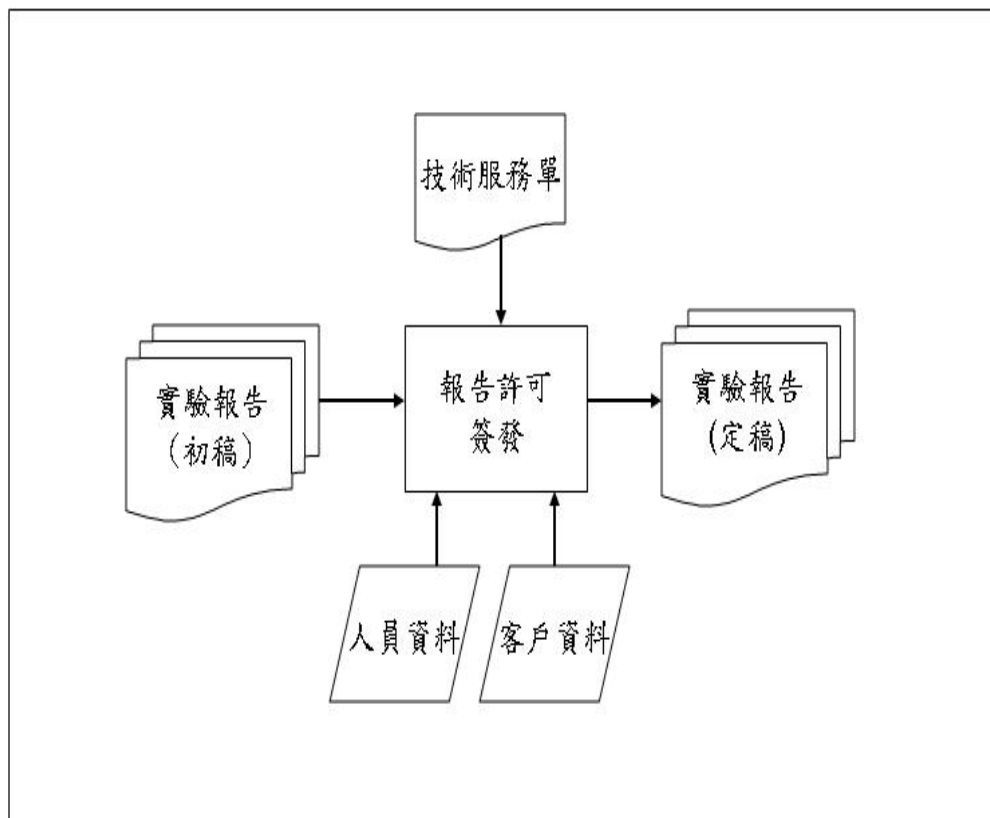 技術服務單
實驗報告
(初稿)
報告許可
簽發
實驗報告
(定稿)
人員資料
客戶資料